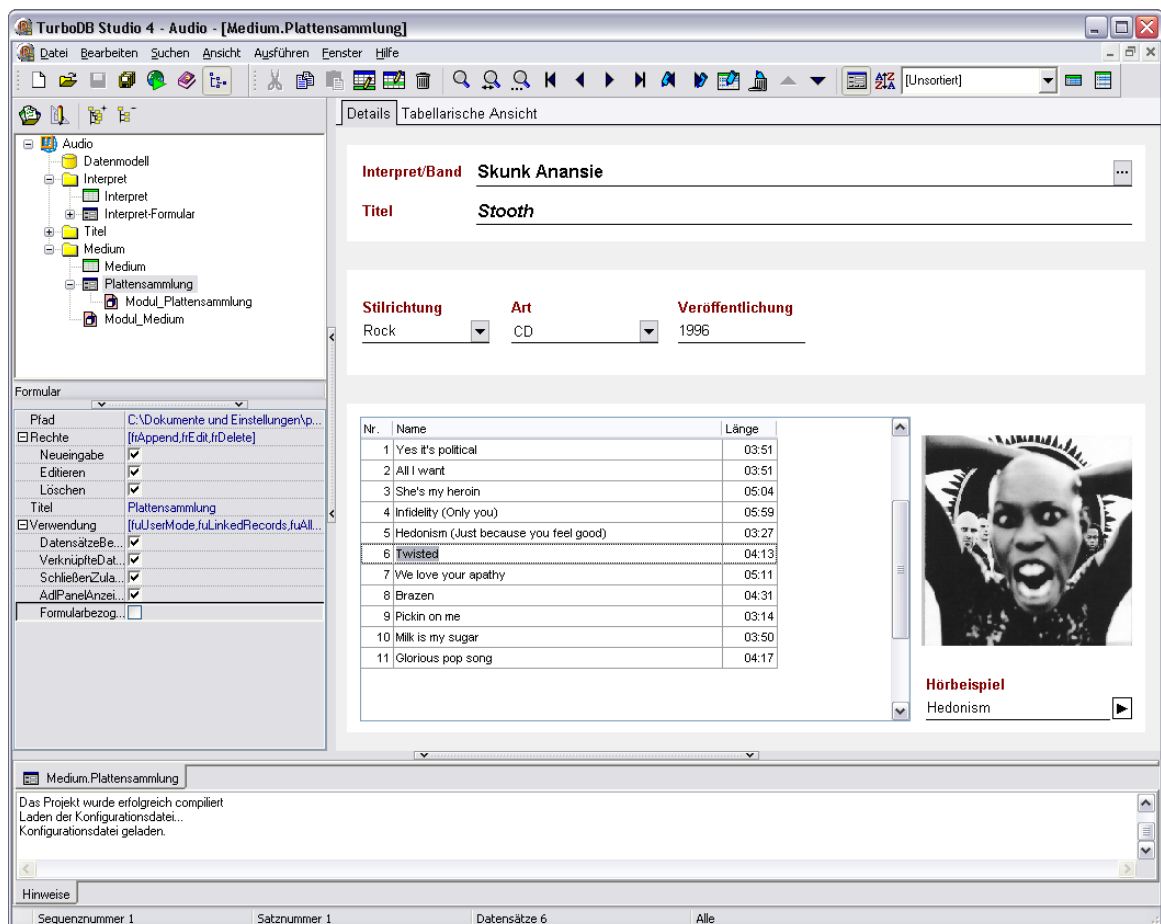 TurboDB Studio 4 - Audio - [Medium.Plattensammlung]
Datei Bearbeiten Suchen Ansicht Ausführen Fenster Hilfe
[Unsortiert]
Audio
Datenmodell
Interpret
Interpret
Interpret-Formular
Titel
Medium
Medium
Plattensammlung
Modul_Plattensammlung
Modul_Medium
Formular
Pfad C:\Dokumente und Einstellungen\p...
Rechte [frAppend,frEdit,frDelete]
Neueingabe
Editieren
Löschen
Titel Plattensammlung
Verwendung [fuUserMode,fuLinkedRecords,fuAll...
DatensätzeBe...
VerknüpfteDat...
SchließenZula...
AdlPanelAnzei...
Formularbezog...
Details Tabellarische Ansicht
Interpret/Band Skunk Anansie ...
Titel Stooth
Stilrichtung Art Veröffentlichung
Rock CD 1996
Nr. Name Länge
1 Yes it's political 03:51
2 All I want 03:51
3 She's my heroin 05:04
4 Infidelity (Only you) 05:59
5 Hedonism (Just because you feel good) 03:27
6 Twisted 04:13
7 We love your apathy 05:11
8 Brazen 04:31
9 Pickin on me 03:14
10 Milk is my sugar 03:50
11 Glorious pop song 04:17
Hörbeispiel
Hedonism
Medium.Plattensammlung
Das Projekt wurde erfolgreich compiliert
Laden der Konfigurationsdatei...
Konfigurationsdatei geladen.
Hinweise
Sequenznummer 1 Satznummer 1 Datensätze 6 Alle